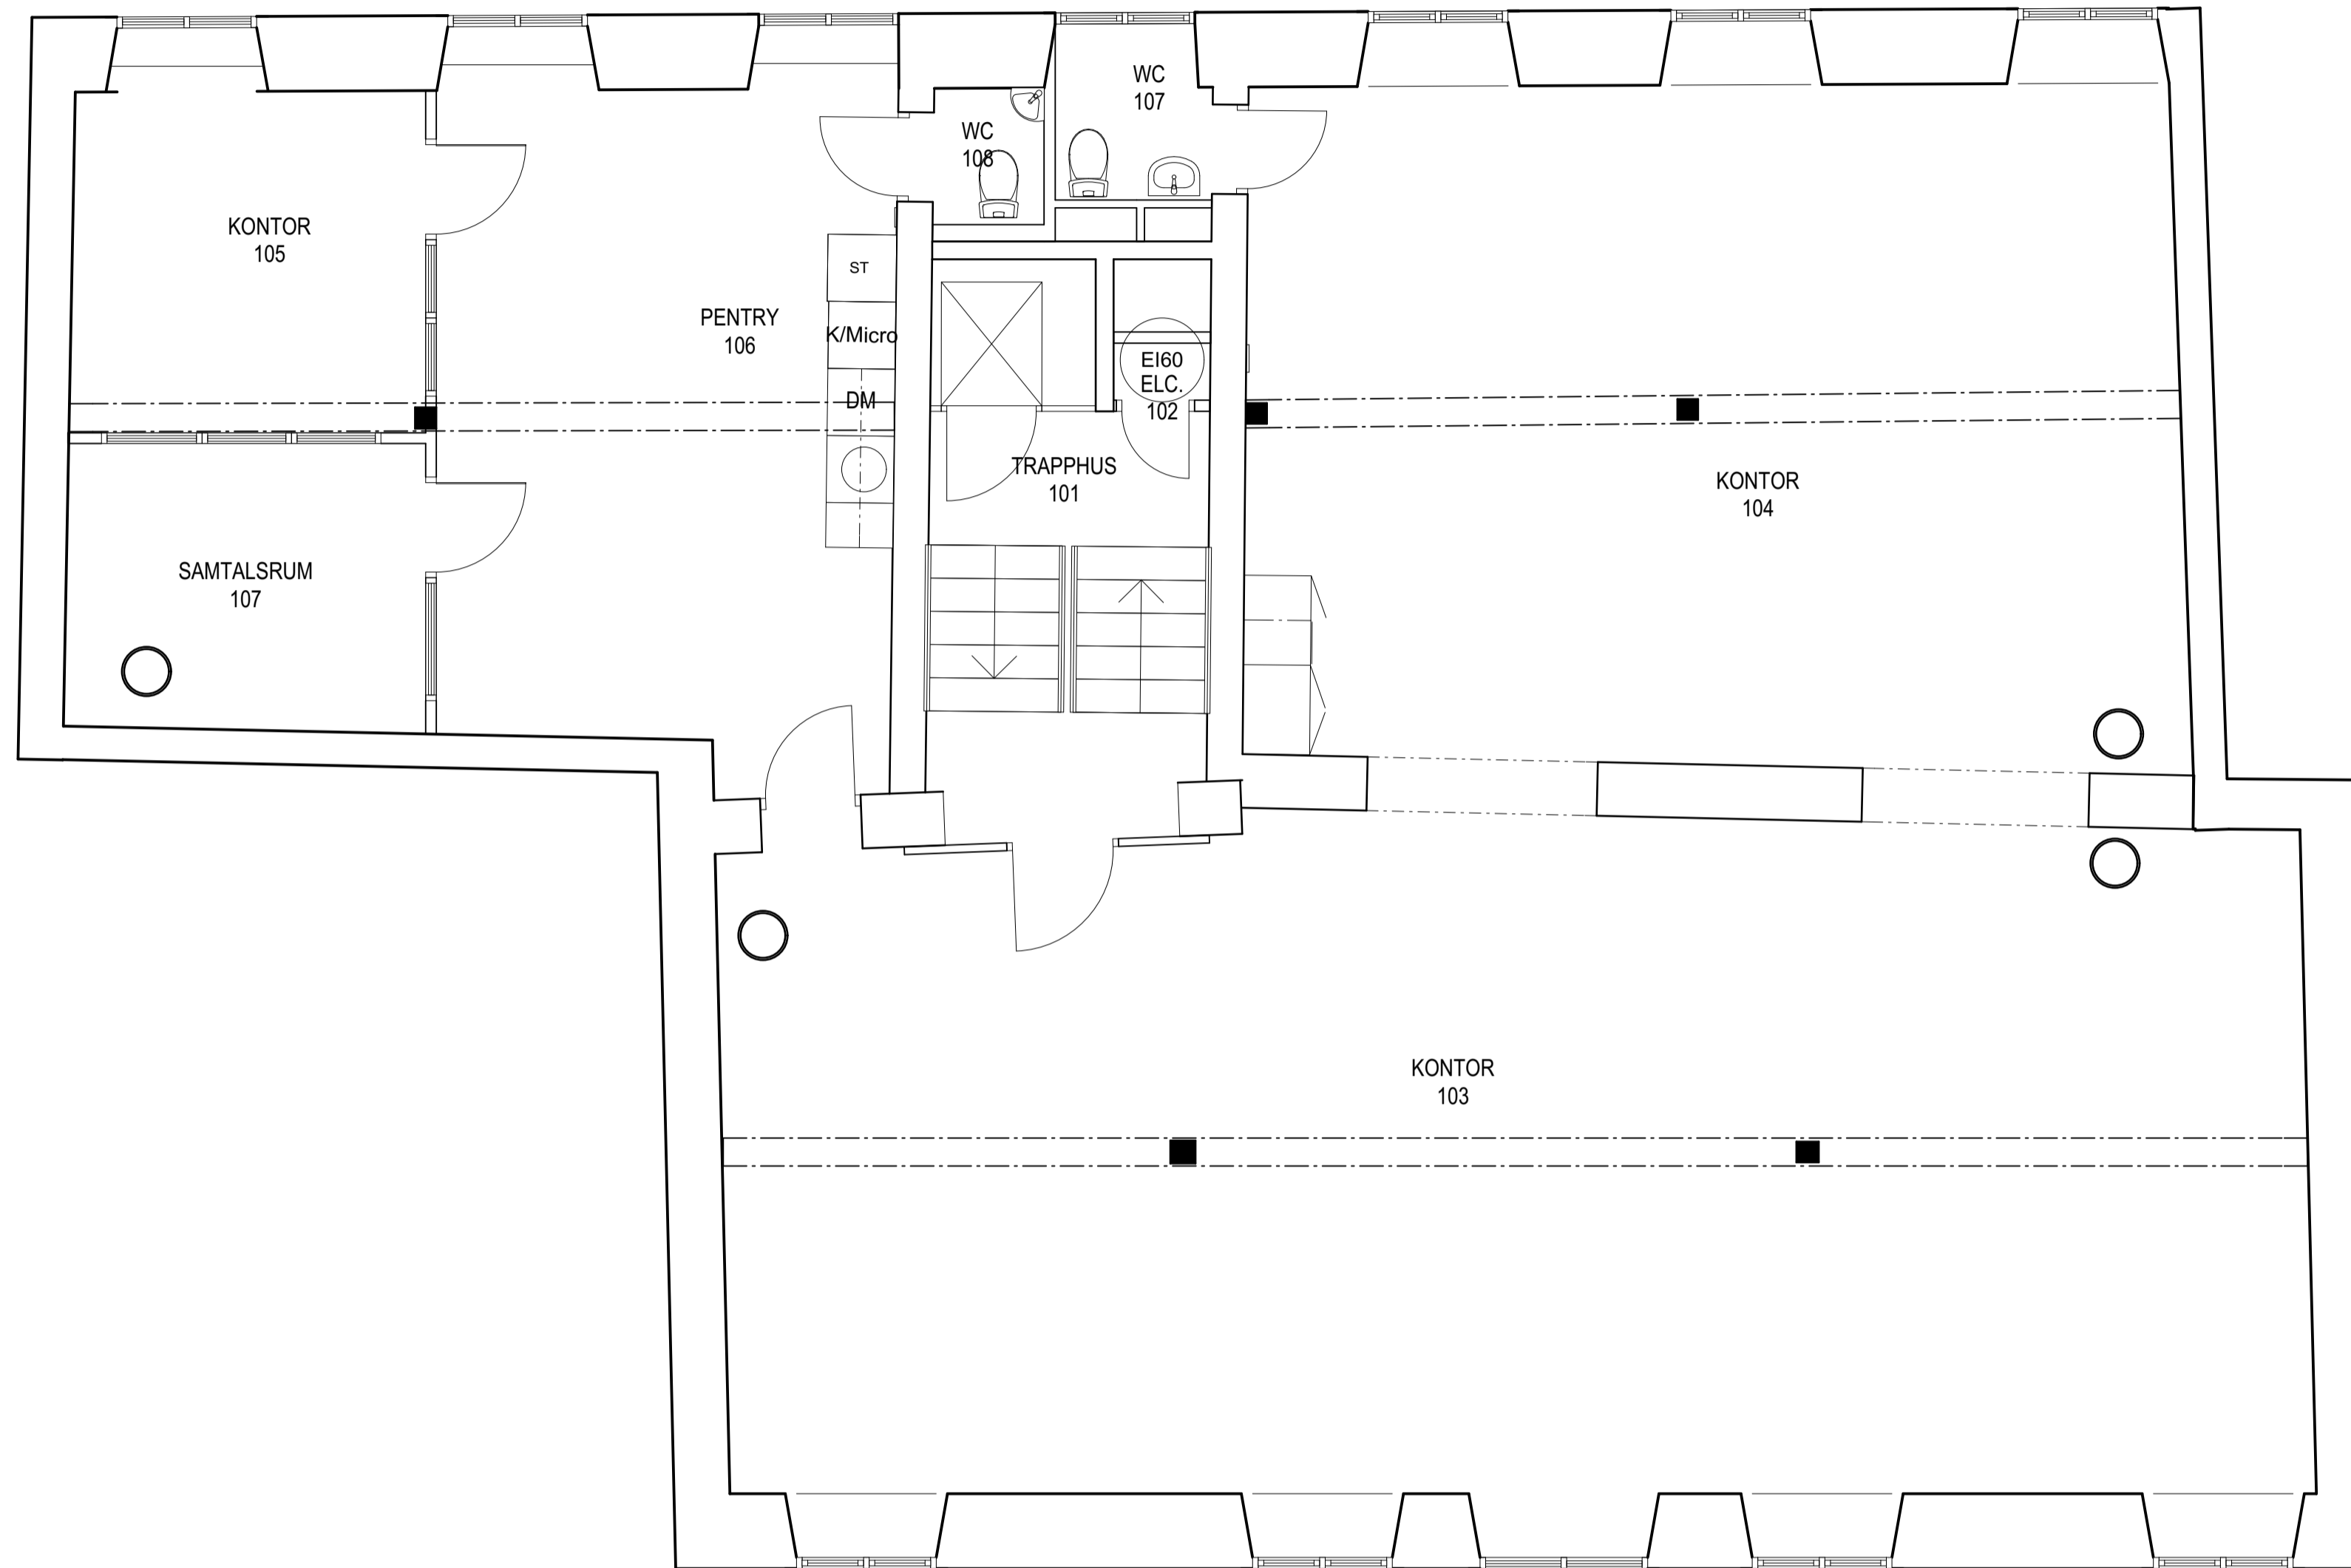 WC
107
WC
108
KONTOR
105
ST
PENTRY
106
K/Micro
EI60
ELC.
102
DM
TRAPPHUS
101
KONTOR
104
SAMTALSRUM
107
KONTOR
103